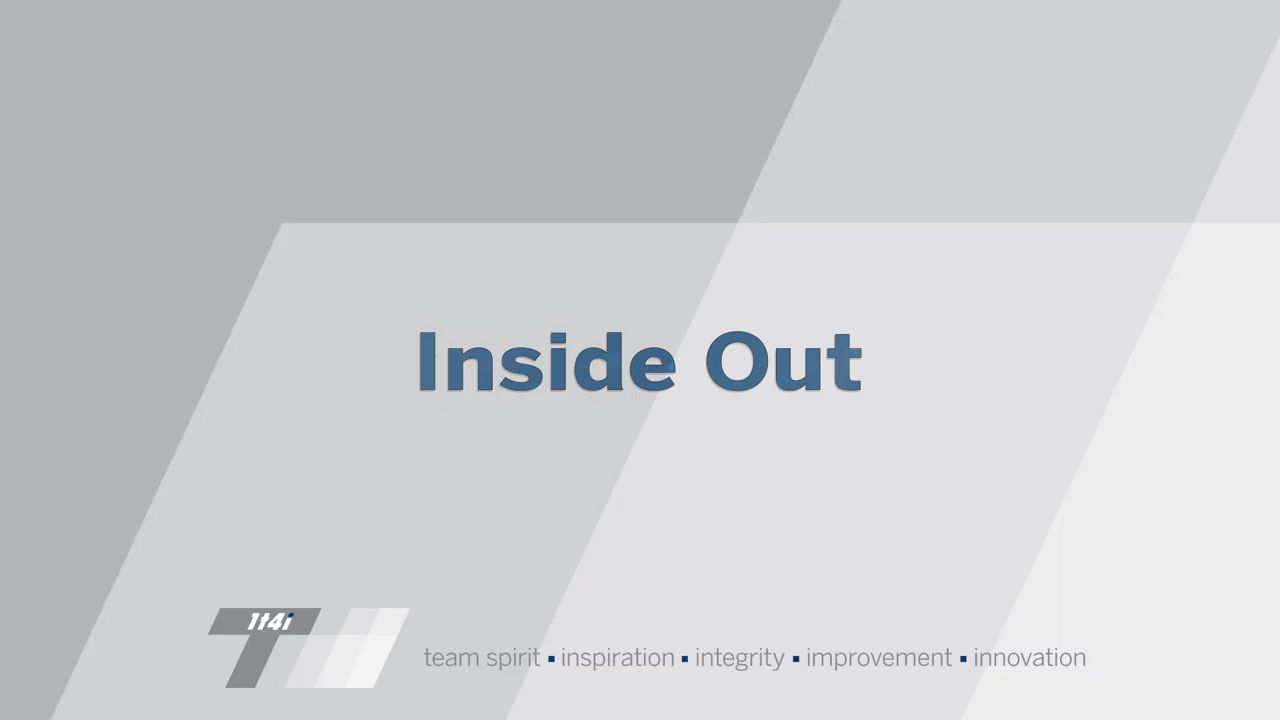 Inside Out
1t4i
team spirit ▪ inspiration ▪ integrity ▪ improvement ▪ innovation